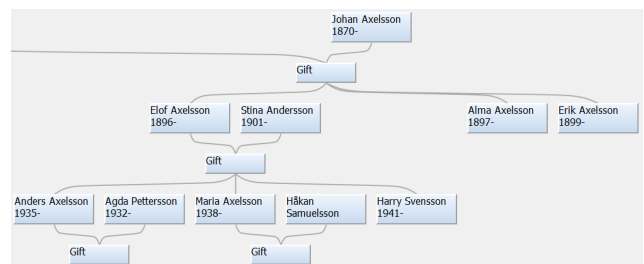 Johan Axelsson
1870-
Gift
Elof Axelsson
1896-
Stina Andersson
1901-
Alma Axelsson
1897-
Erik Axelsson
1899-
Gift
Anders Axelsson
1935-
Agda Pettersson
1932-
Maria Axelsson
1938-
Håkan
Samuelsson
Harry Svensson
1941-
Gift
Gift